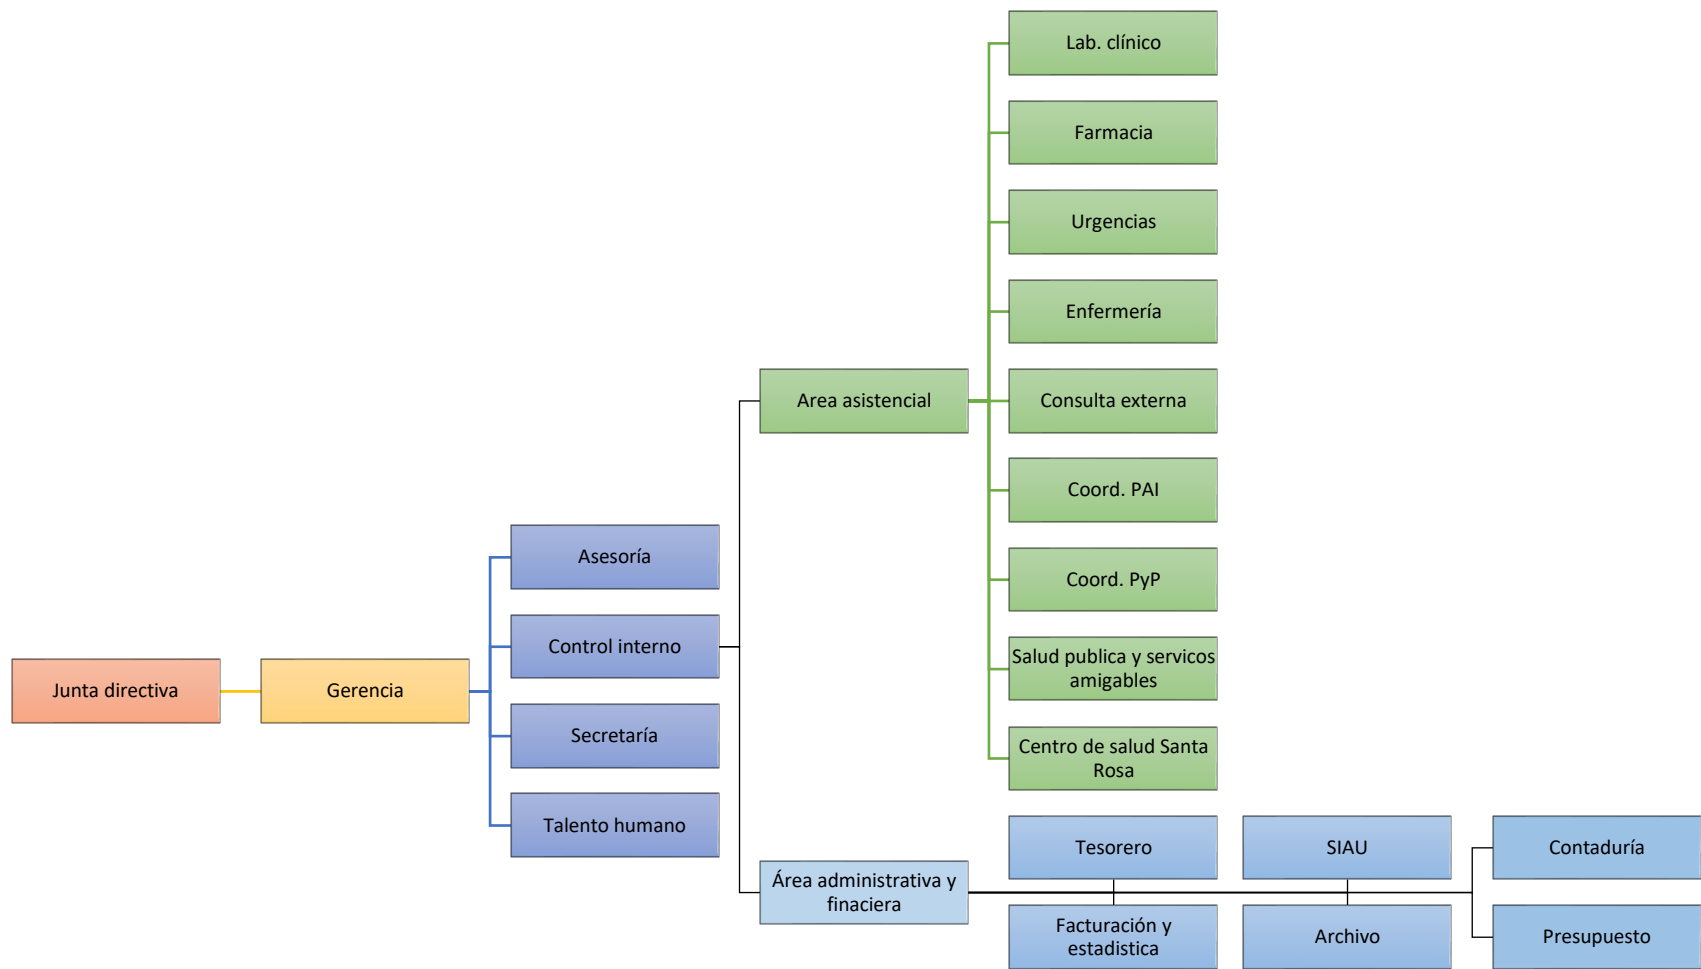 Lab. clínico
Farmacia
Urgencias
Enfermería
Area asistencial
Consulta externa
Coord. PAI
Asesoría
Coord. PyP
Control interno
Salud publica y servicos
amigables
Junta directiva
Gerencia
Secretaría
Centro de salud Santa
Rosa
Talento humano
Tesorero
SIAU
Contaduría
Área administrativa y
finaciera
Facturación y
estadistica
Archivo
Presupuesto